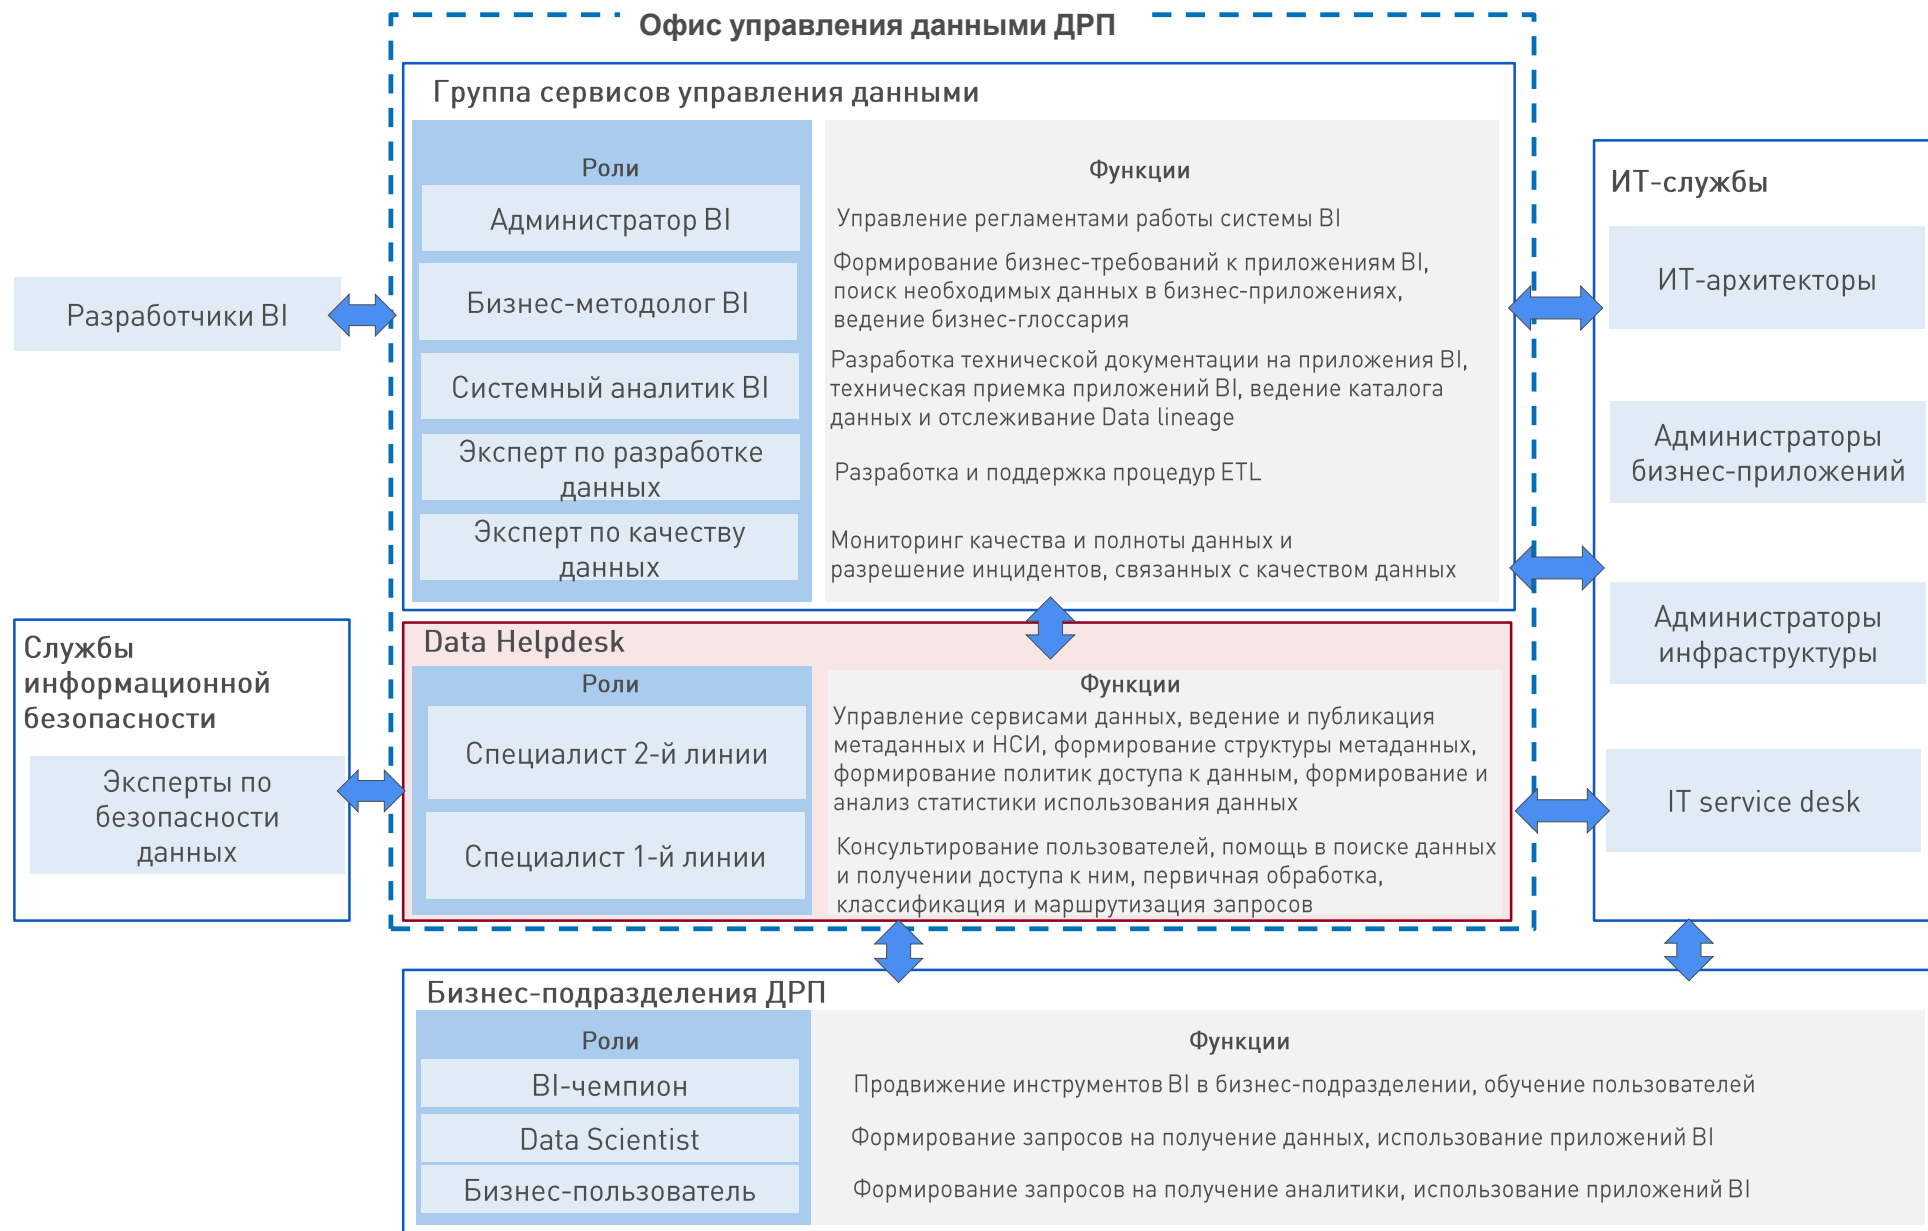 Офис управления данными ДРП
Группа сервисов управления данными
Роли
Функции
Администратор BI
Управление регламентами работы системы BI
Бизнес-методолог BI
Формирование бизнес-требований к приложениям BI,
поиск необходимых данных в бизнес-приложениях,
ведение бизнес-глоссария
Системный аналитик BI
Разработка технической документации на приложения BI,
техническая приемка приложений BI, ведение каталога
данных и отслеживание Data lineage
Эксперт по разработке
данных
Разработка и поддержка процедур ETL
Эксперт по качеству
данных
Мониторинг качества и полноты данных и
разрешение инцидентов, связанных с качеством данных
Разработчики BI
ИТ-службы
ИТ-архитекторы
Администраторы
бизнес-приложений
Администраторы
инфраструктуры
IT service desk
Службы
информационной
безопасности
Эксперты по
безопасности
данных
Data Helpdesk
Роли
Функции
Специалист 2-й линии
Управление сервисами данных, ведение и публикация
метаданных и НСИ, формирование структуры метаданных,
формирование политик доступа к данным, формирование и
анализ статистики использования данных
Специалист 1-й линии
Консультирование пользователей, помощь в поиске данных
и получении доступа к ним, первичная обработка,
классификация и маршрутизация запросов
Бизнес-подразделения ДРП
Роли
Функции
BI-чемпион
Продвижение инструментов BI в бизнес-подразделении, обучение пользователей
Data Scientist
Формирование запросов на получение данных, использование приложений BI
Бизнес-пользователь
Формирование запросов на получение аналитики, использование приложений BI